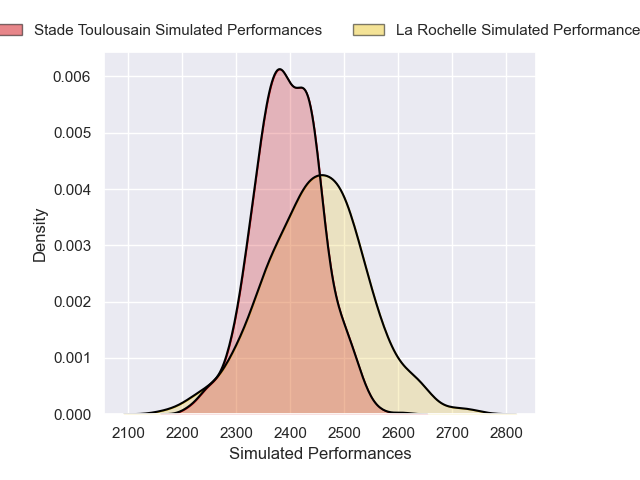 Stade Toulousain Simulated Performances
La Rochelle Simulated Performance
0.006
0.005
0.004
0.003
0.002
0.001
0.000
Density
2100 2200 2300 2400 2500 2600 2700 2800
Simulated Performances